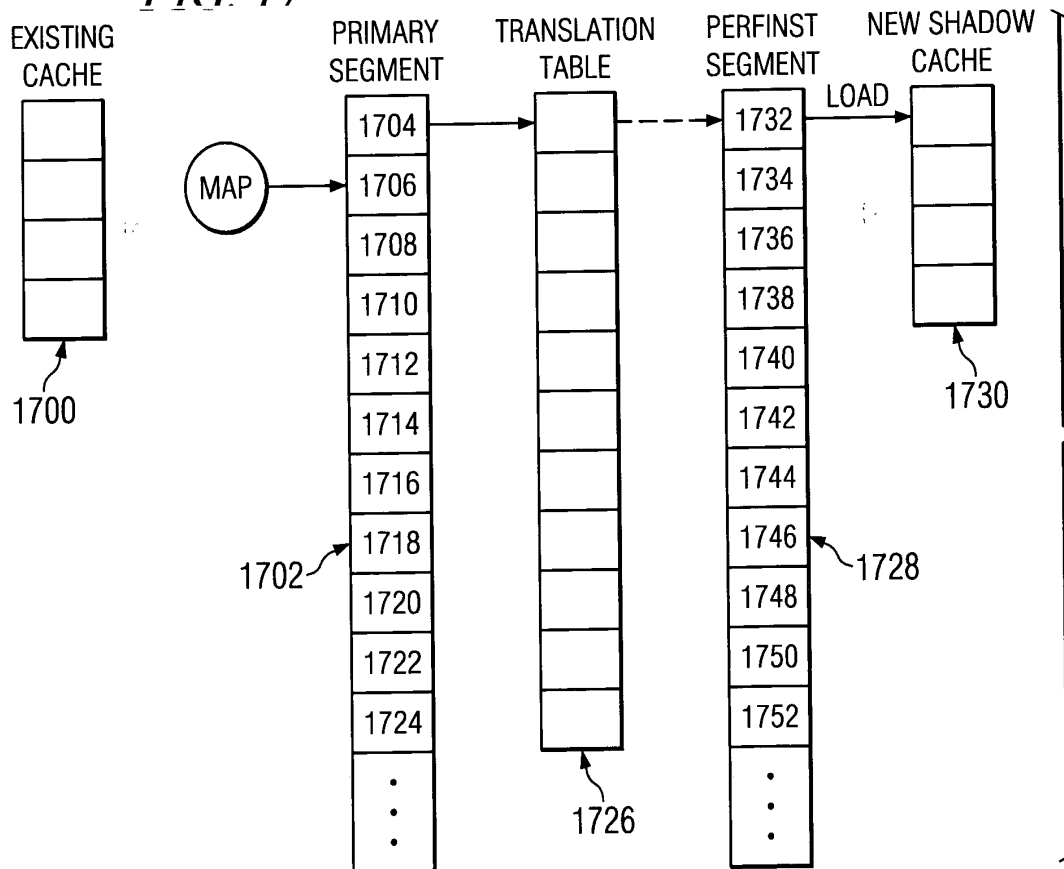 EXISTING
CACHE
1700
MAP
PRIMARY
SEGMENT
1704
1706
1708
1710
1712
1714
1716
1718
1720
1722
1724
1702
TRANSLATION
TABLE
1726
PERFINST
SEGMENT
1732
1734
1736
1738
1740
1742
1744
1746
1748
1750
1752
1728
LOAD
NEW SHADOW
CACHE
1730